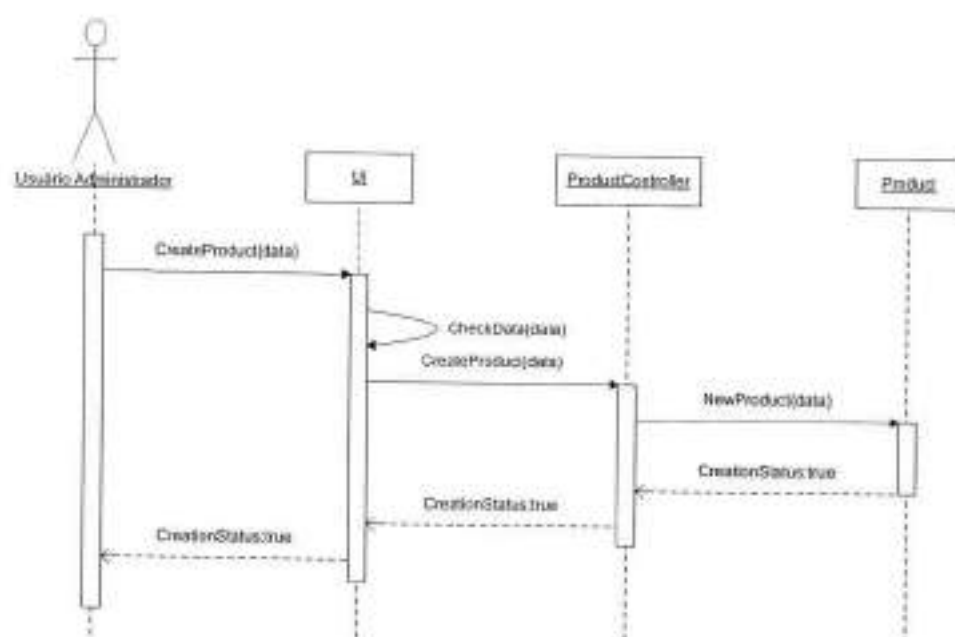 Usuário Administrador
UI
ProductController
Product
CreateProduct(data)
CheckData(data)
CreateProduct(data)
NewProduct(data)
CreationStatus:true
CreationStatus:true
CreationStatus:true